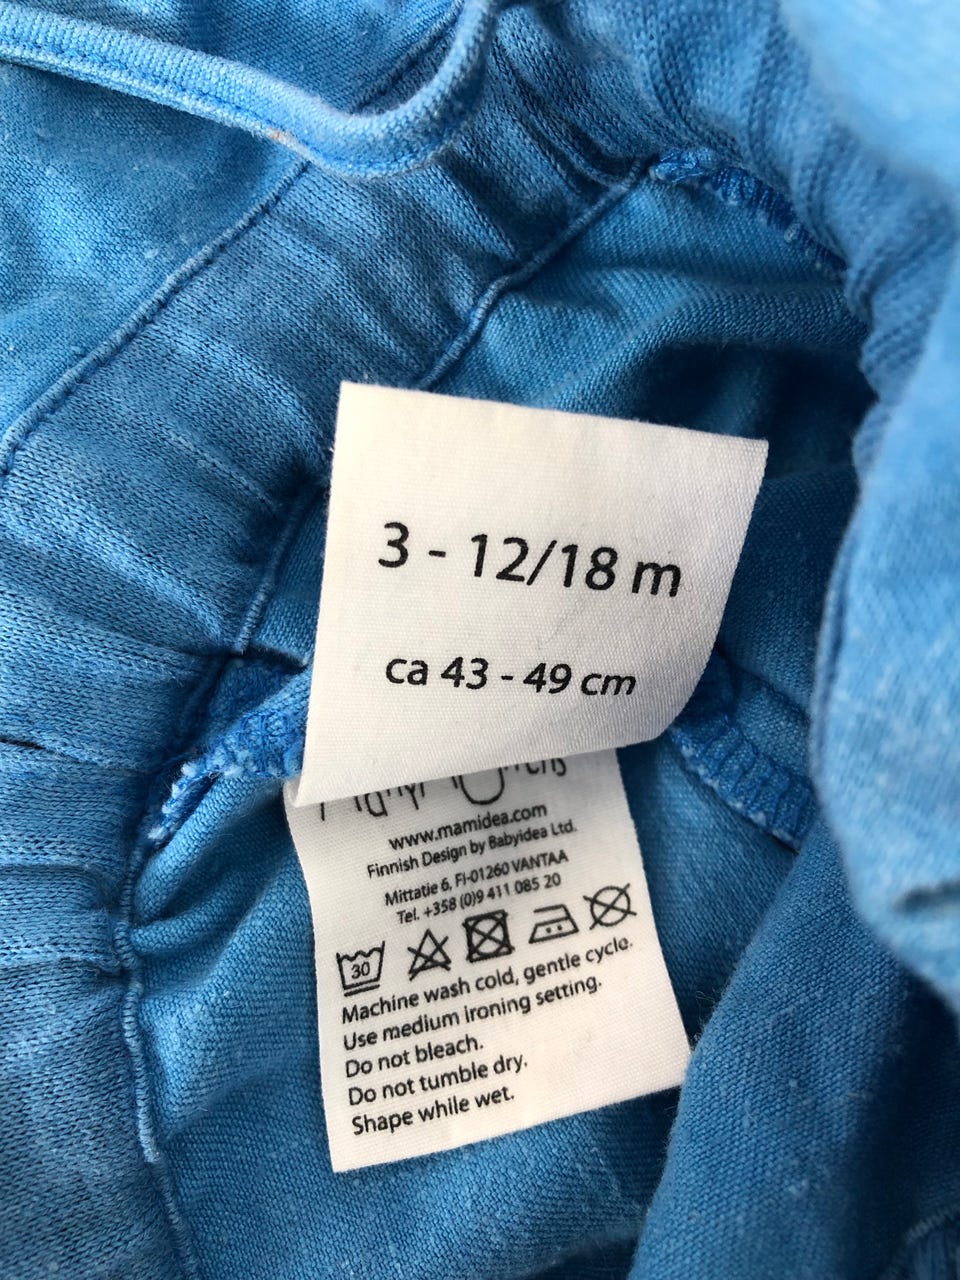 3 - 12/18 m
ca 43 - 49 cm
www.mamidea.com
Finnish Design by Babyidea Ltd.
Mittatie 6, FI-01260 VANTAA
Tel. +358 (0)9 411 085 20
30
Machine wash cold, gentle cycle.
Use medium ironing setting.
Do not bleach.
Do not tumble dry.
Shape while wet.